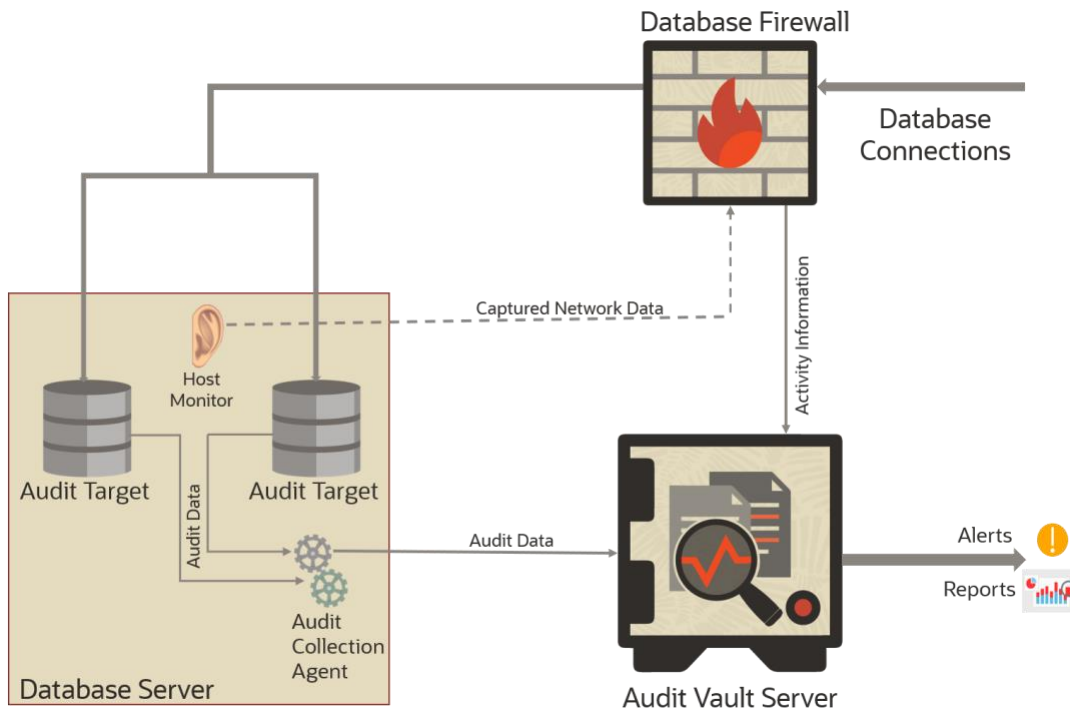 Database Firewall
Database
Connections
Captured Network Data
Activity Information
Host
Monitor
Audit Target
Audit Target
Audit Data
Audit Data
Audit
Collection
Agent
Database Server
Audit Vault Server
Alerts
Reports